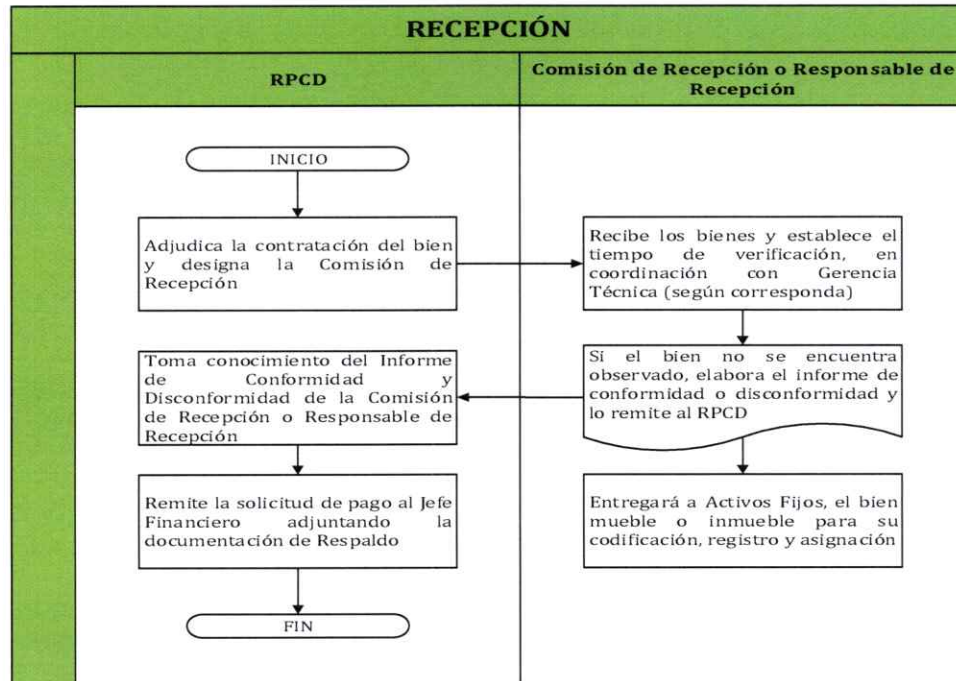 RECEPCIÓN
RPCD
Comisión de Recepción o Responsable de
Recepción
INICIO
Adjudica la contratación del bien
y designa la Comisión de
Recepción
Recibe los bienes y establece el
tiempo de verificación, en
coordinación con Gerencia
Técnica (según corresponda)
Si el bien no se encuentra
observado, elabora el informe de
conformidad o disconformidad y
lo remite al RPCD
Toma conocimiento del Informe
de Conformidad y
Disconformidad de la Comisión
de Recepción o Responsable de
Recepción
Remite la solicitud de pago al Jefe
Financiero adjuntando la
documentación de Respaldo
Entregará a Activos Fijos, el bien
mueble o inmueble para su
codificación, registro y asignación
FIN